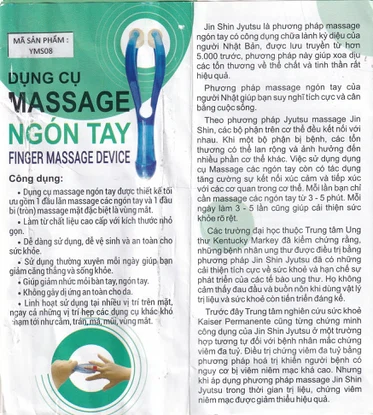 MÃ SẢN PHẨM :
YMS08
DỤNG CỤ
MASSAGE
NGÓN TAY
FINGER MASSAGE DEVICE
Công dụng:
• Dụng cụ massage ngón tay được thiết kế tối
ưu gồm 1 đầu lăn massage các ngón tay và 1 đầu
bi (tròn) massage mặt đặc biệt là vùng mắt.
• Làm từ chất liệu cao cấp với kích thước nhỏ
gọn.
• Dễ dàng sử dụng, dễ vệ sinh và an toàn cho
sức khỏe.
• Sử dụng thường xuyên mỗi ngày giúp bạn
giảm căng thẳng và sống khỏe.
• Giúp giảm nhức mỏi bàn tay, ngón tay.
• Không gây dị ứng an toàn cho da.
• Linh hoạt sử dụng tại nhiều vị trí trên mặt,
ngay cả những vị trí hẹp các dụng cụ khác khó
chạm tới như cằm, trán, má, mũi, vùng mắt.
Jin Shin Jyutsu là phương pháp massage
ngón tay có công dụng chữa lành kỳ diệu của
người Nhật Bản, được lưu truyền từ hơn
5.000 trước, phương pháp này giúp xóa dịu
các tổn thương về thể chất và tinh thần rất
hiệu quả.
Phương pháp massage ngón tay của
người Nhật giúp bạn suy nghĩ tích cực và cân
bằng cuộc sống.
Theo phương pháp Jyutsu massage Jin
Shin, các bộ phận trên cơ thể đều kết nối với
nhau. Khi một bộ phận bị bệnh, các tổn
thương có thể lan rộng và ảnh hưởng đến
nhiều phần cơ thể khác. Việc sử dụng dụng
cụ Massage các ngón tay còn có tác dụng
tăng cường sự kết nối xúc cảm và tiếp xúc
với các cơ quan trong cơ thể. Mỗi lần bạn chỉ
cần massage các ngón tay từ 3 - 5 phút. Mỗi
ngày làm 3 - 5 lần cũng giúp cải thiện sức
khỏe rõ rệt.
Các trường đại học thuộc Trung tâm Ung
thư Kentucky Markey đã kiểm chứng rằng,
những bệnh nhân ung thư được điều trị bằng
phương pháp Jin Shin Jyutsu đã có những
cải thiện tích cực về sức khoẻ và hạn chế sự
phát triển của các tế bào ung thư. Họ không
cảm thấy đau đầu và buồn nôn khi dùng vật lý
trị liệu và sức khoẻ còn tiến triển đáng kể.
Trước đây Trung tâm nghiên cứu sức khoẻ
Kaiser Permanente cũng từng chứng minh
công dụng của Jin Shin Jyutsu ở một trường
hợp tương tự đối với bệnh nhân mắc chứng
viêm đa tuỷ. Điều trị chứng viêm đa tuỷ bằng
phương pháp hoá trị khiến người bệnh có
nguy cơ bị viêm niêm mạc khá cao. Nhưng
khi áp dụng phương pháp massage Jin Shin
Jyutsu trong thời gian trị liệu, chứng viêm
niêm mạc được giảm thiểu hiệu quả.